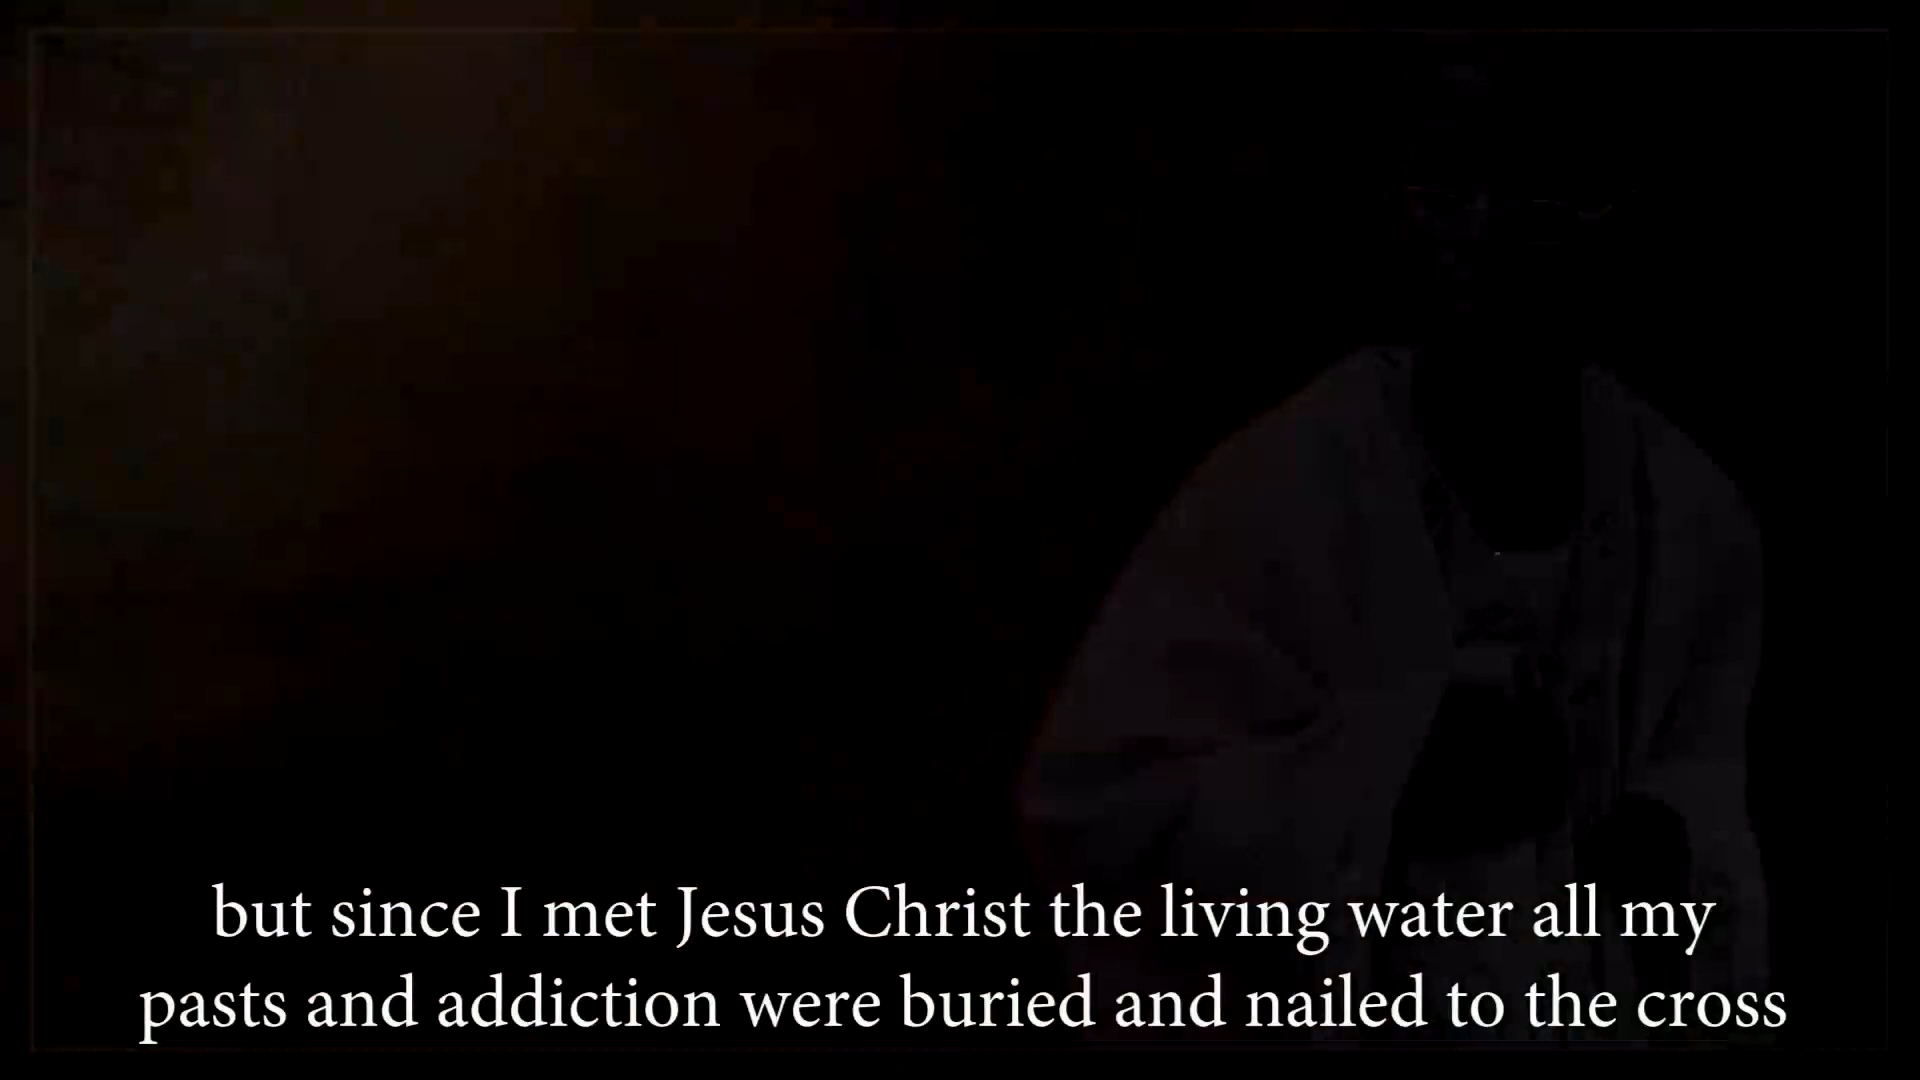 but since I met Jesus Christ the living water all my
pasts and addiction were buried and nailed to the cross